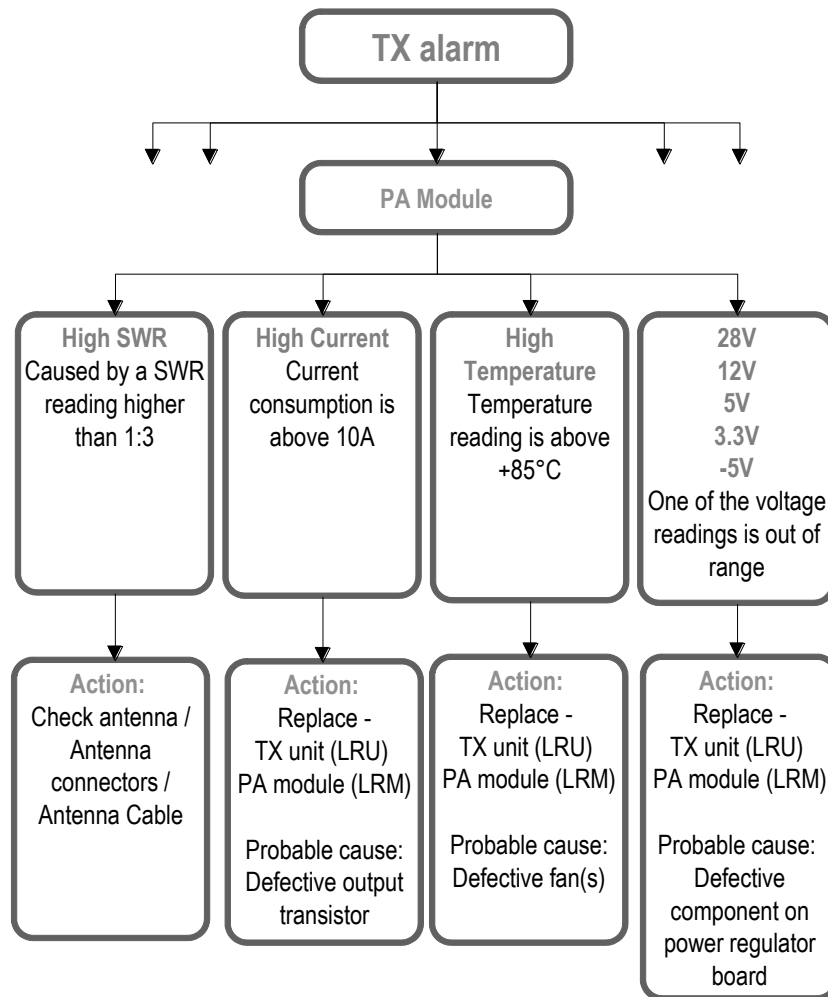 TX alarm
PA Module
High SWR
Caused by a SWR
reading higher
than 1:3
High Current
Current
consumption is
above 10A
High
Temperature
Temperature
reading is above
+85°C
28V
12V
5V
3.3V
-5V
One of the voltage
readings is out of
range
Action:
Check antenna /
Antenna
connectors /
Antenna Cable
Action:
Replace -
TX unit (LRU)
PA module (LRM)
Probable cause:
Defective output
transistor
Action:
Replace -
TX unit (LRU)
PA module (LRM)
Probable cause:
Defective fan(s)
Action:
Replace -
TX unit (LRU)
PA module (LRM)
Probable cause:
Defective
component on
power regulator
board